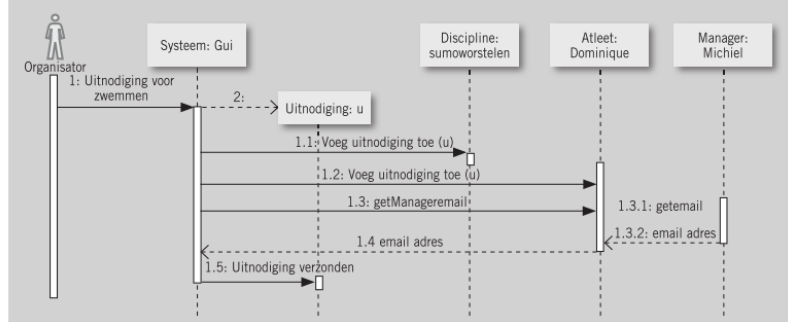 Organisator
Systeem: Gui
Discipline:
sumoworstelen
Atleet:
Dominique
Manager:
Michiel
1: Uitnodiging voor
zwemmen
2:
Uitnodiging: u
1.1: Voeg uitnodiging toe (u)
1.2: Voeg uitnodiging toe (u)
1.3: getManageremail
1.3.1: getemail
1.3.2: email adres
1.4 email adres
1.5: Uitnodiging verzonden